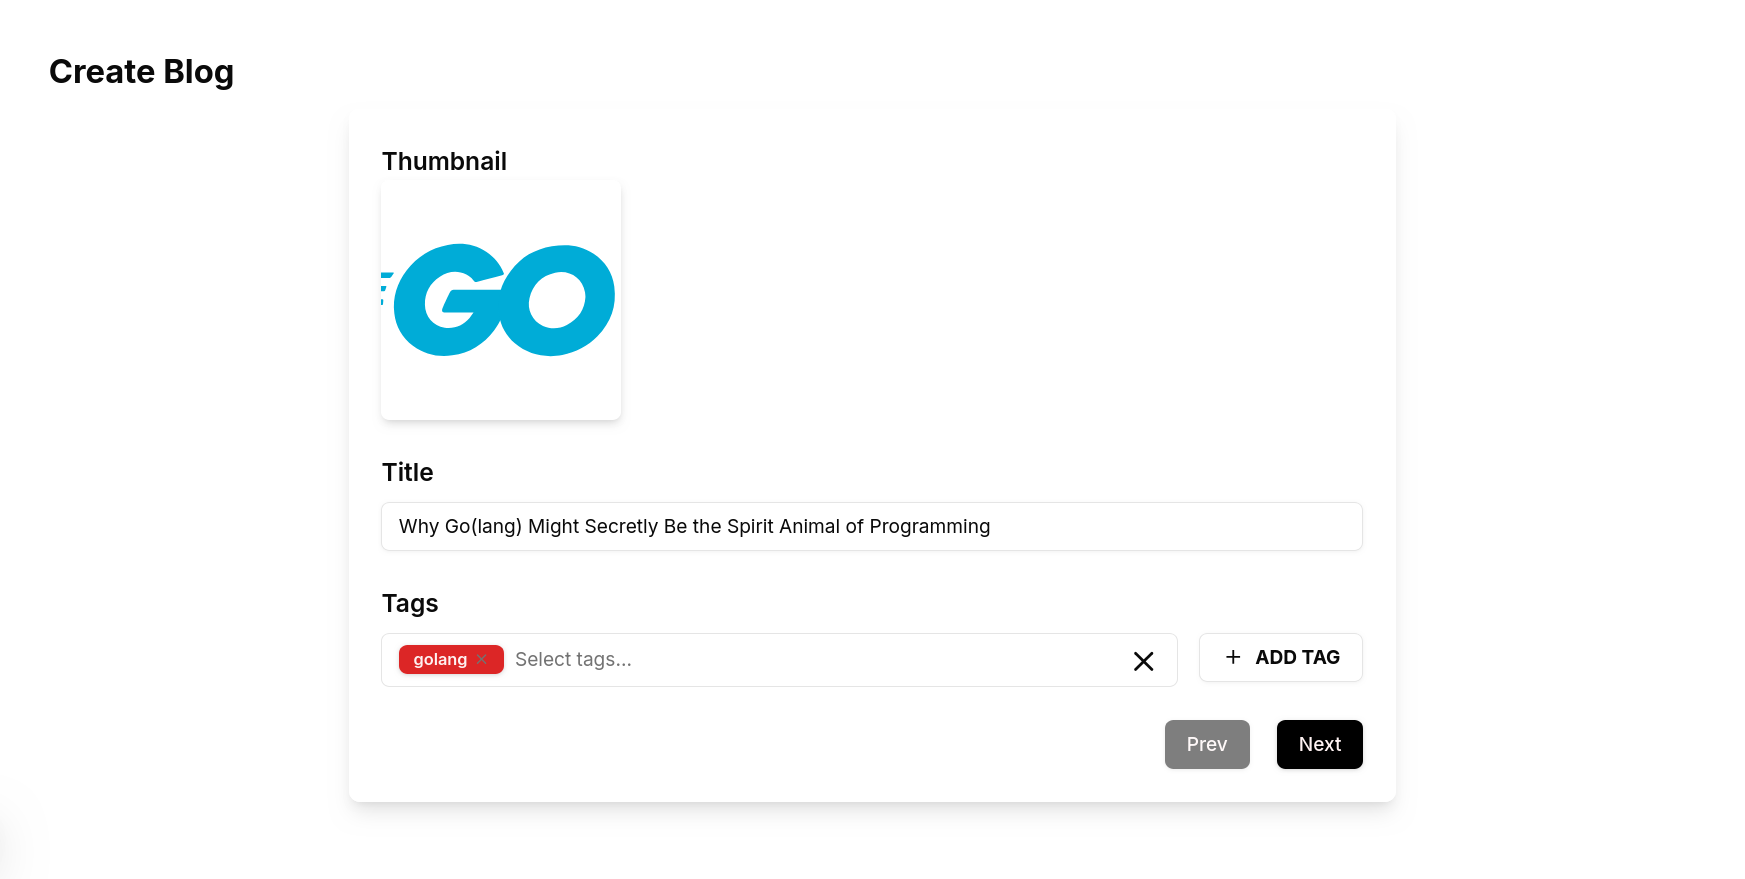 Create Blog
Thumbnail
GO
Title
Why Go(lang) Might Secretly Be the Spirit Animal of Programming
Tags
golang Select tags... ADD TAG
Prev Next